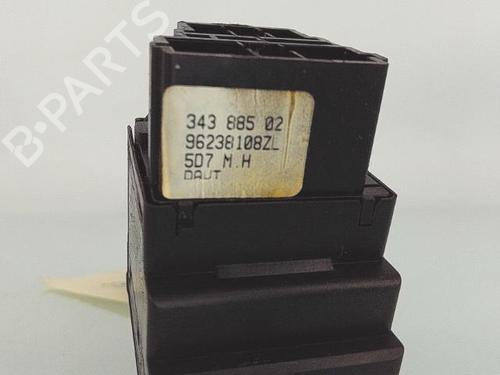 B-PARTS
343 885 02
96238108ZL
5D7 M.H
DAUT